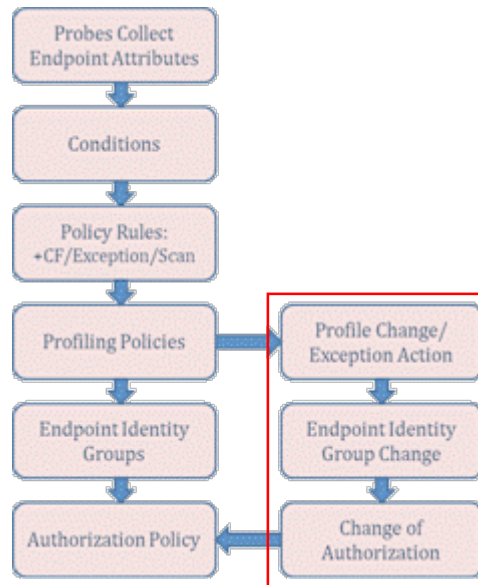 Probes Collect
Endpoint Attributes
Conditions
Policy Rules:
+CF/Exception/Scan
Profiling Policies
Profile Change/
Exception Action
Endpoint Identity
Groups
Endpoint Identity
Group Change
Authorization Policy
Change of
Authorization